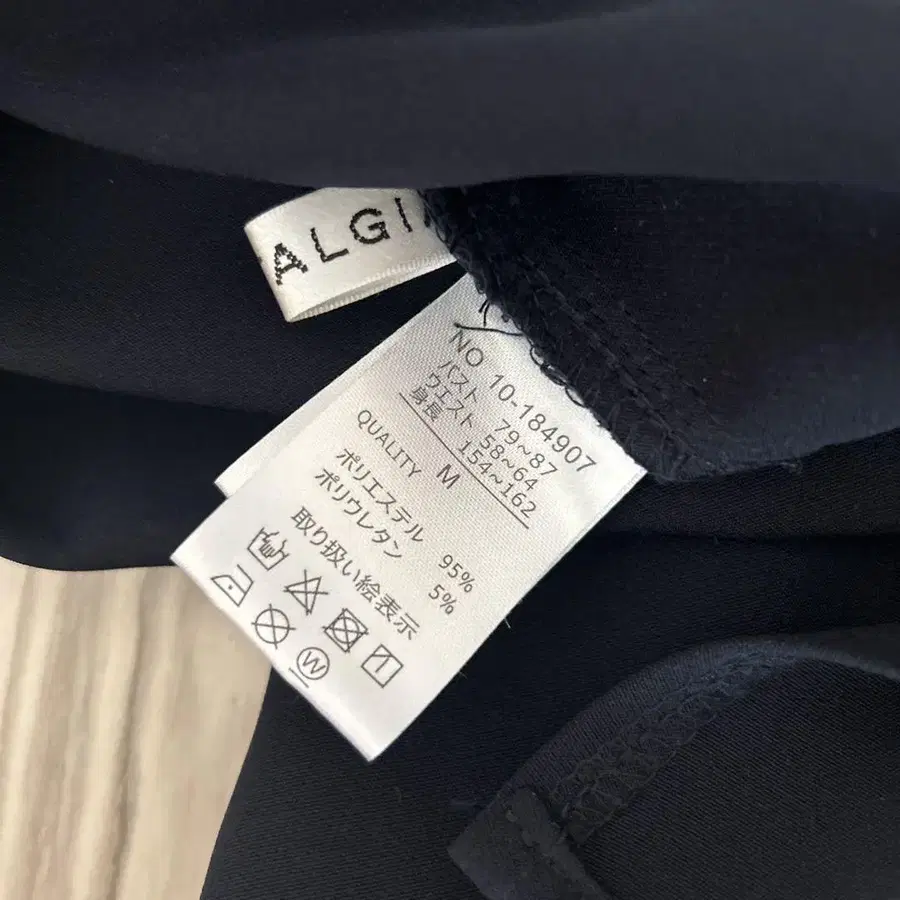 ALGI
NO 10-184907
バスト 79~87
ウエスト 58~64
身長 154~162
QUALITY M
ポリエステル 95%
ポリウレタン 5%
取り扱い絵表示
W